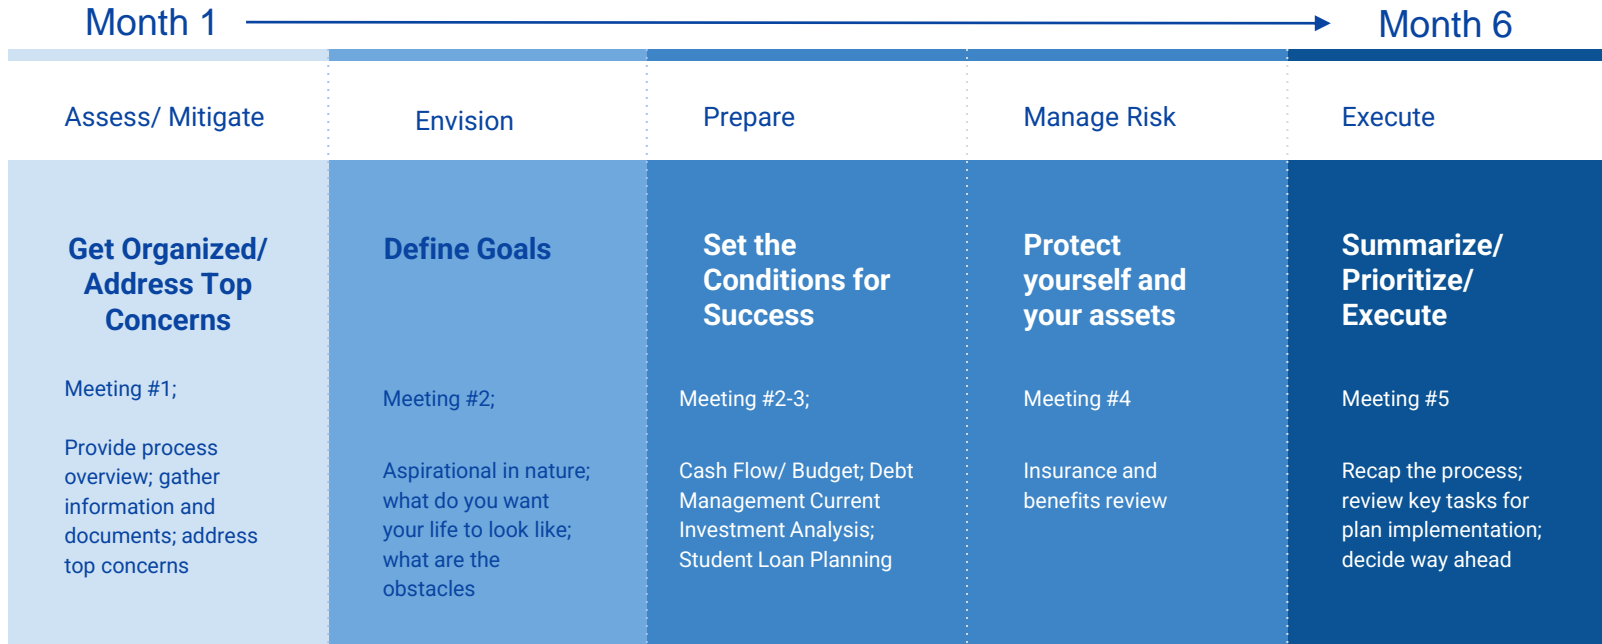 Month 1
Month 6
Assess/ Mitigate
Envision
Prepare
Manage Risk
Execute
Get Organized/
Address Top
Concerns
Meeting #1;
Provide process
overview; gather
information and
documents; address
top concerns
Define Goals
Meeting #2;
Aspirational in nature;
what do you want
your life to look like;
what are the
obstacles
Set the
Conditions for
Success
Meeting #2-3;
Cash Flow/ Budget; Debt
Management Current
Investment Analysis;
Student Loan Planning
Protect
yourself and
your assets
Meeting #4
Insurance and
benefits review
Summarize/
Prioritize/
Execute
Meeting #5
Recap the process;
review key tasks for
plan implementation;
decide way ahead